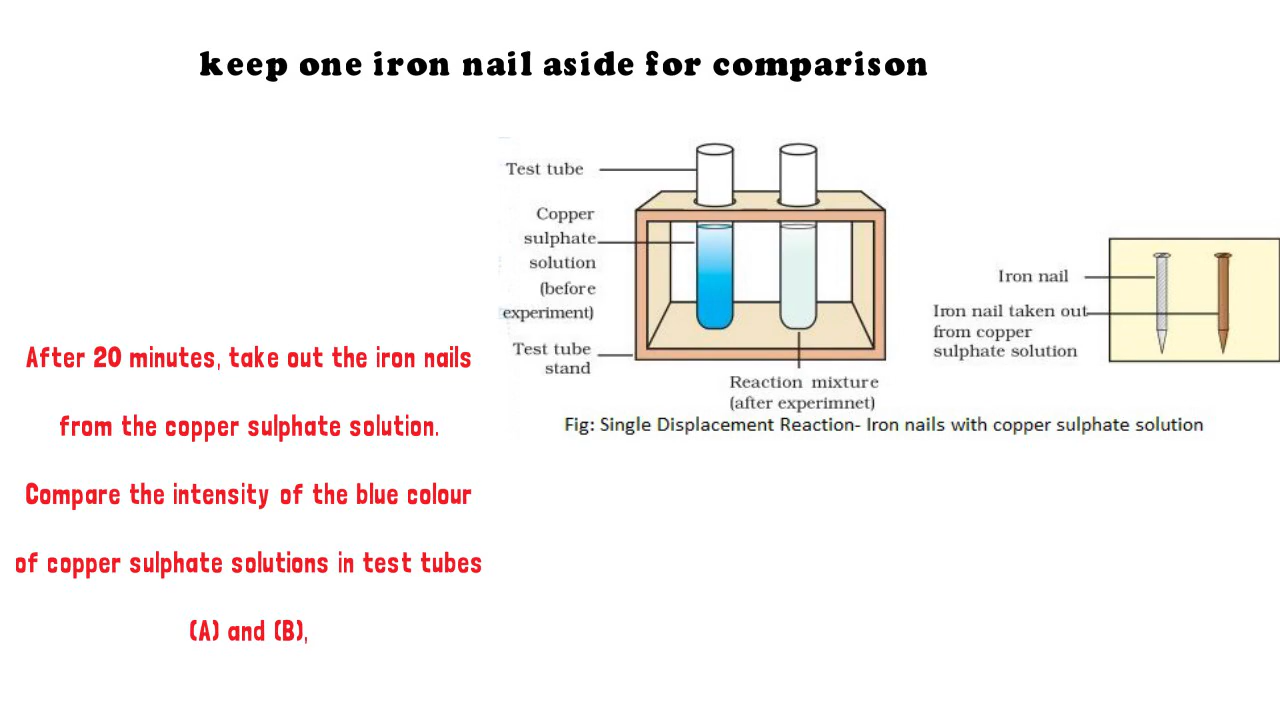 keep one iron nail aside for comparison
Test tube
Copper
sulphate
solution
(before
experiment)
Test tube
stand
Reaction mixture
(after experimnet)
Iron nail
Iron nail taken out
from copper
sulphate solution
Fig: Single Displacement Reaction- Iron nails with copper sulphate solution
After 20 minutes, take out the iron nails
from the copper sulphate solution.
Compare the intensity of the blue colour
of copper sulphate solutions in test tubes
(A) and (B),